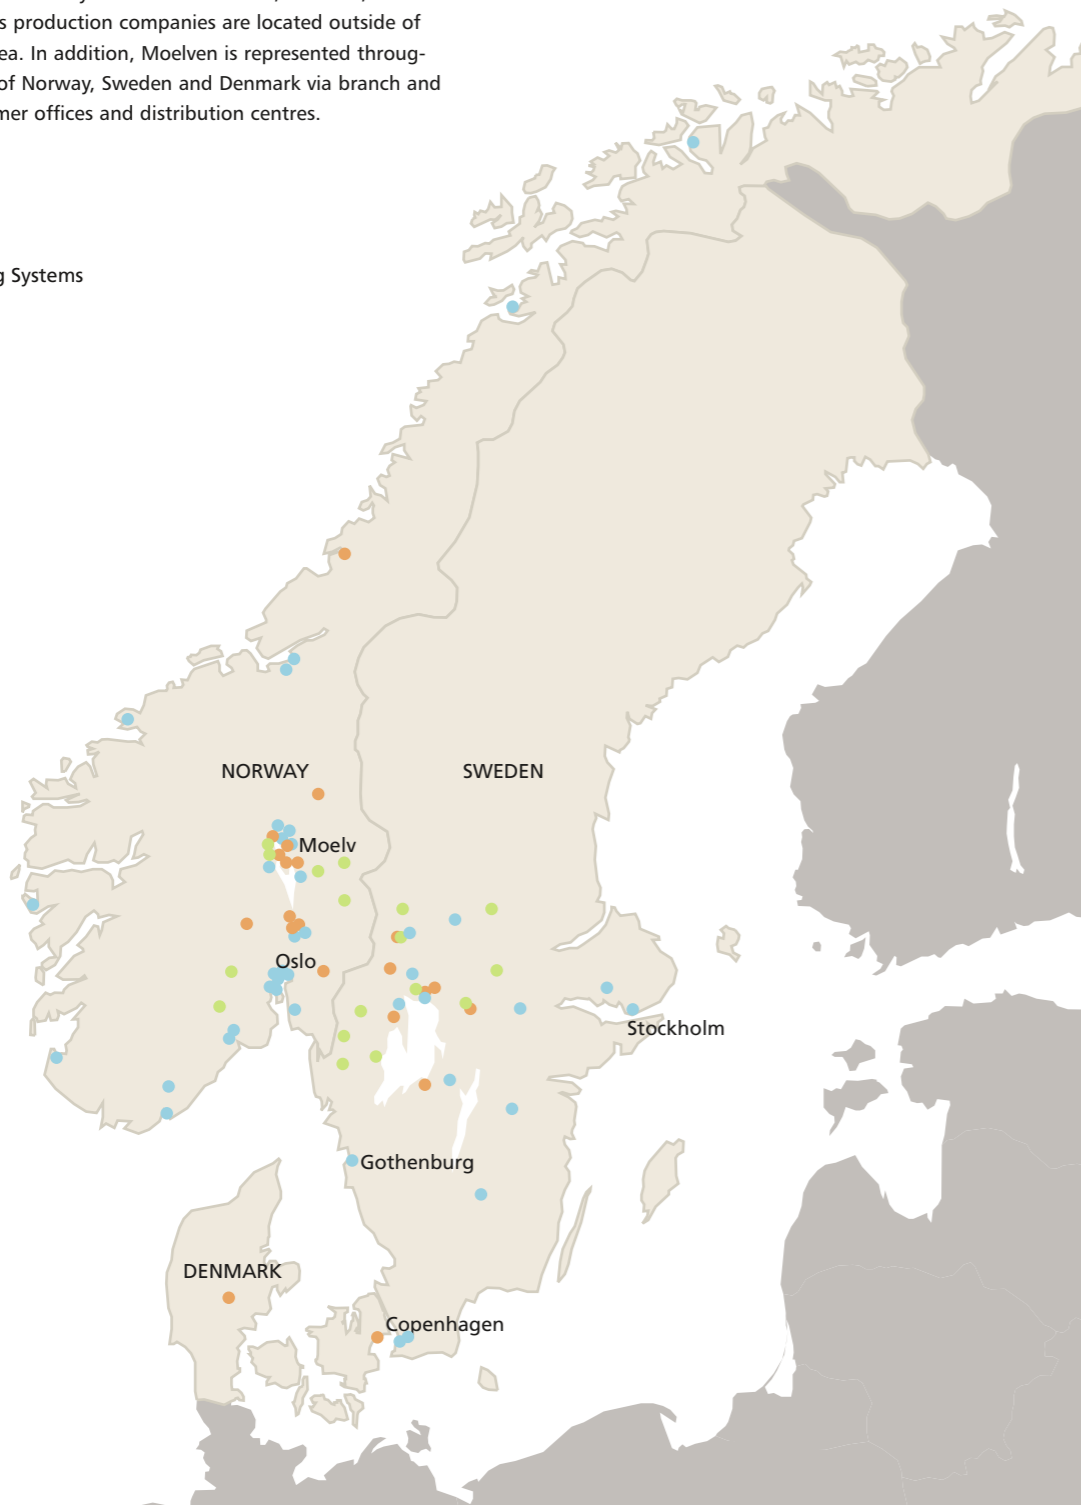 s production companies are located outside of
ea. In addition, Moelven is represented throug-
of Norway, Sweden and Denmark via branch and
mer offices and distribution centres.
g Systems
NORWAY
SWEDEN
Moelv
Oslo
Stockholm
Gothenburg
DENMARK
Copenhagen